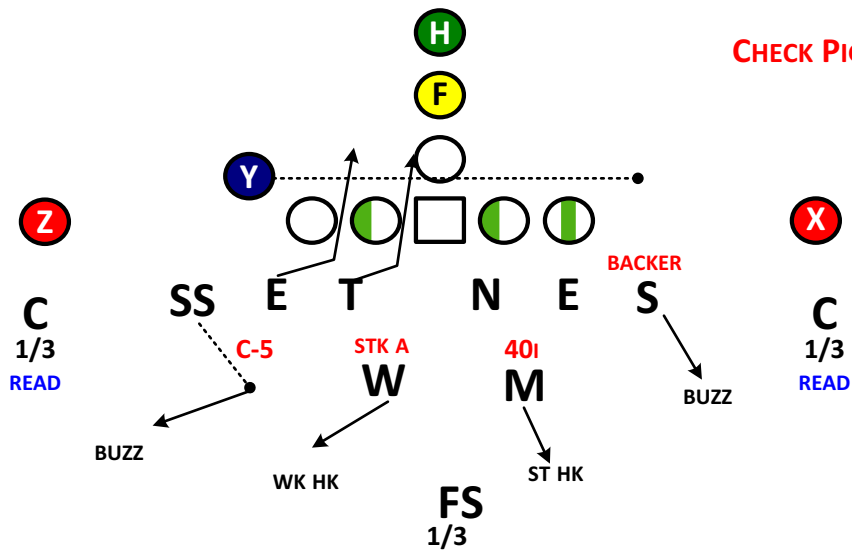 H
CHECK
F
Y
Z
X
BACKER
SS
E
T
N
E
S
C
1/3
READ
C-5
STK A
W
40I
M
C
1/3
READ
BUZZ
BUZZ
WK HK
ST HK
FS
1/3